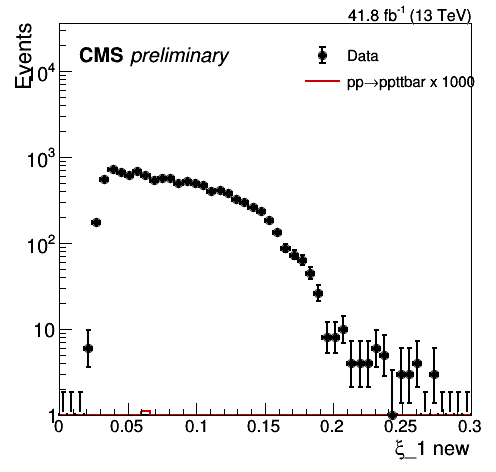 41.8 fb⁻¹ (13 TeV)
Events
CMS preliminary
Data
pp→ppttbar x 1000
10⁴
10³
10²
10
1
0 0.05 0.1 0.15 0.2 0.25 0.3
ξ_1 new